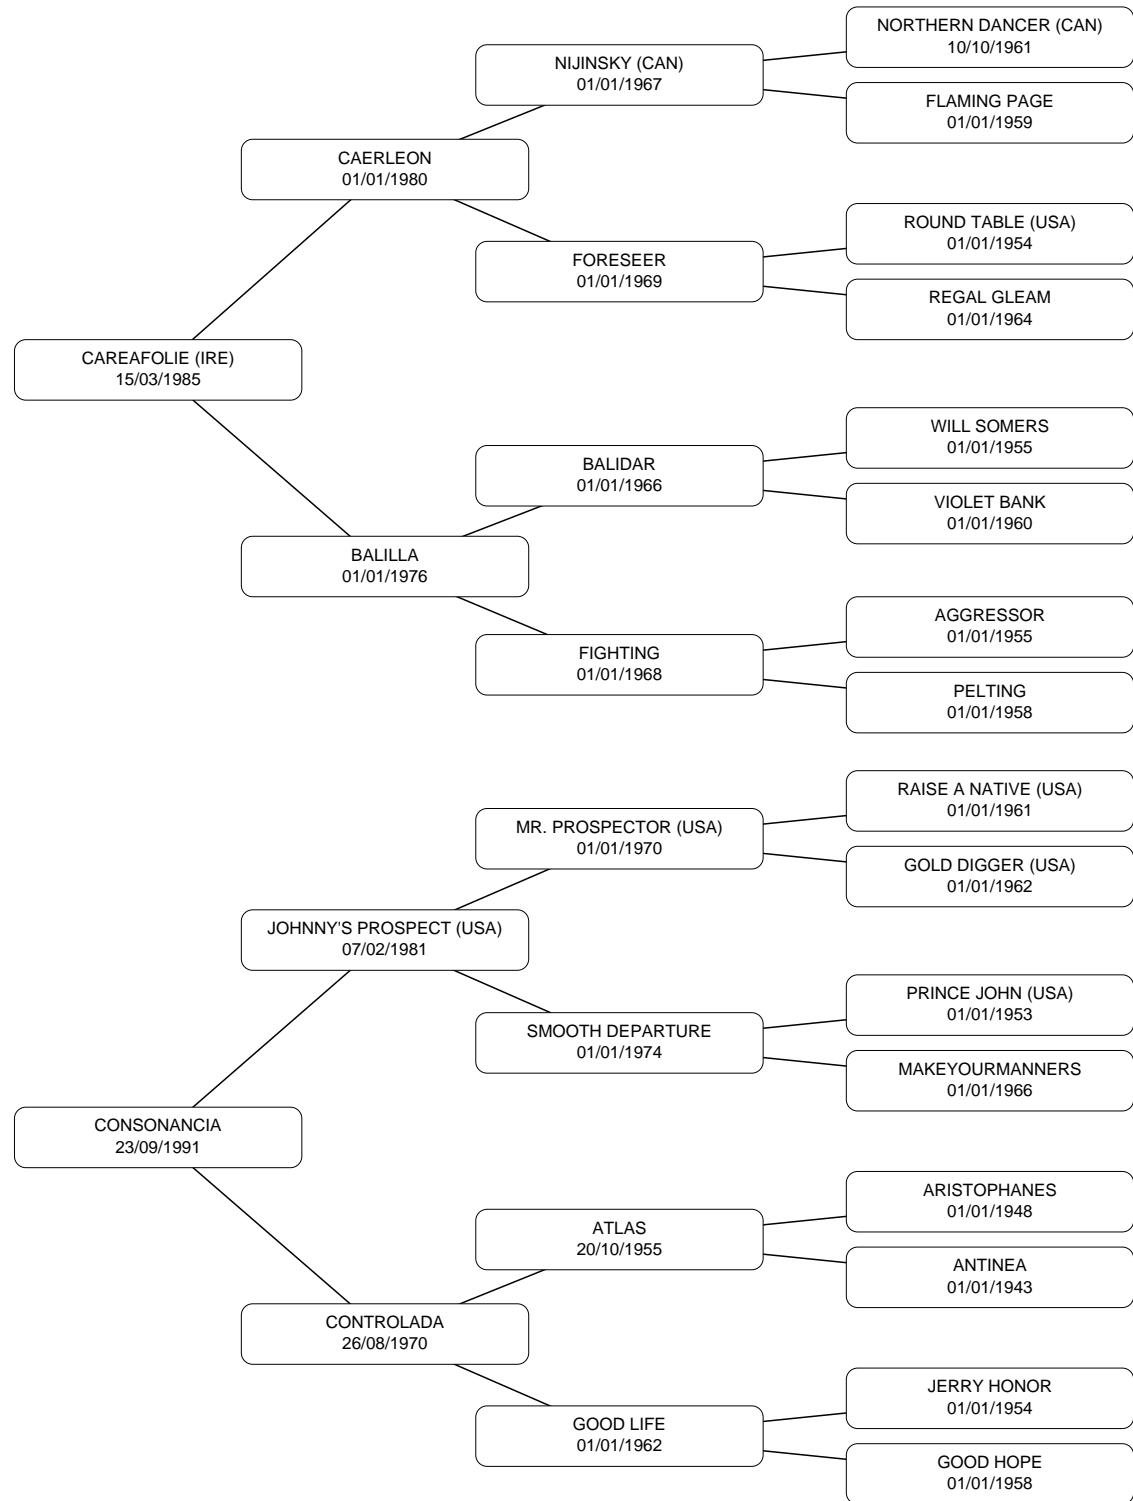 NORTHERN DANCER (CAN)
10/10/1961
NIJINSKY (CAN)
01/01/1967
FLAMING PAGE
01/01/1959
CAERLEON
01/01/1980
ROUND TABLE (USA)
01/01/1954
FORESEER
01/01/1969
REGAL GLEAM
01/01/1964
CAREAFOLIE (IRE)
15/03/1985
WILL SOMERS
01/01/1955
BALIDAR
01/01/1966
VIOLET BANK
01/01/1960
BALILLA
01/01/1976
AGGRESSOR
01/01/1955
FIGHTING
01/01/1968
PELTING
01/01/1958
RAISE A NATIVE (USA)
01/01/1961
MR. PROSPECTOR (USA)
01/01/1970
GOLD DIGGER (USA)
01/01/1962
JOHNNY'S PROSPECT (USA)
07/02/1981
PRINCE JOHN (USA)
01/01/1953
SMOOTH DEPARTURE
01/01/1974
MAKEYOURMANNERS
01/01/1966
CONSONANCIA
23/09/1991
ARISTOPHANES
01/01/1948
ATLAS
20/10/1955
ANTINEA
01/01/1943
CONTROLADA
26/08/1970
JERRY HONOR
01/01/1954
GOOD LIFE
01/01/1962
GOOD HOPE
01/01/1958